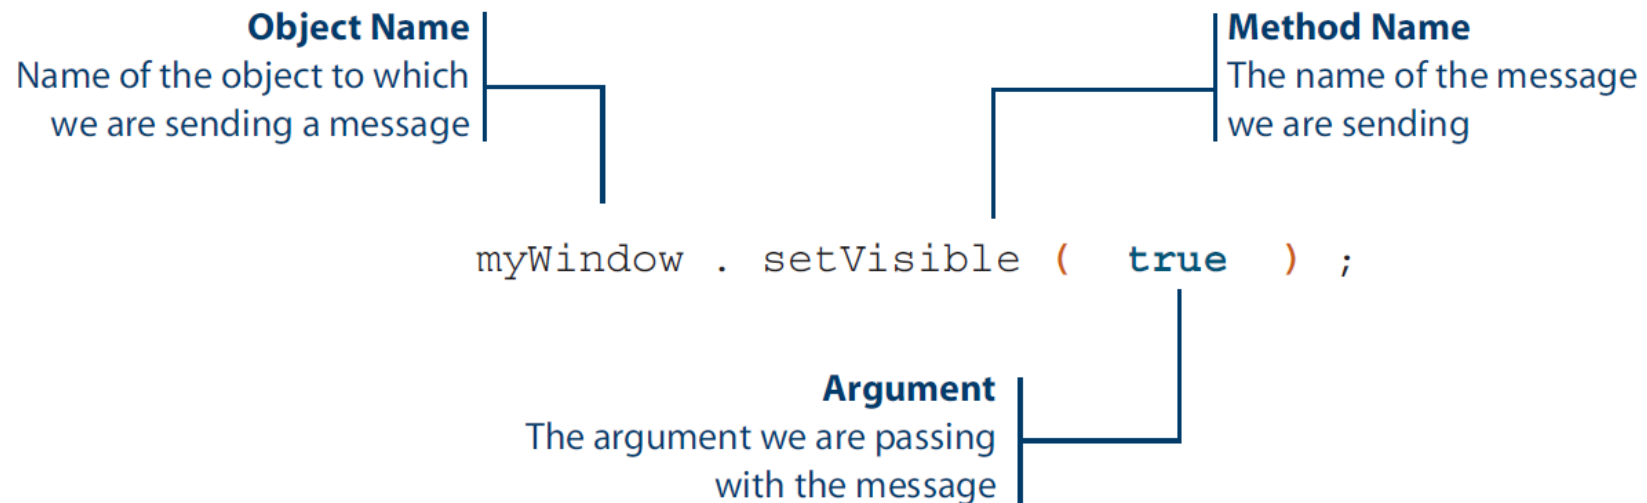 Object Name
Name of the object to which
we are sending a message
Method Name
The name of the message
we are sending
myWindow . setVisible ( true ) ;
Argument
The argument we are passing
with the message